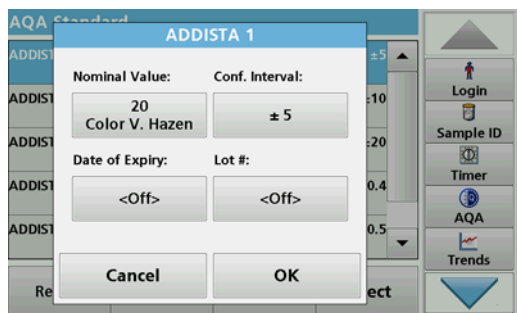 AQA Standard
ADDISTA 1
ADDIST
±5
Nominal Value:
Conf. Interval:
20
Color V. Hazen
± 5
ADDIST
±10
ADDIST
±20
Date of Expiry:
Lot #:
<Off>
<Off>
ADDIST
0.4
ADDIST
0.5
Cancel
OK
Re
ect
Login
Sample ID
Timer
AQA
Trends